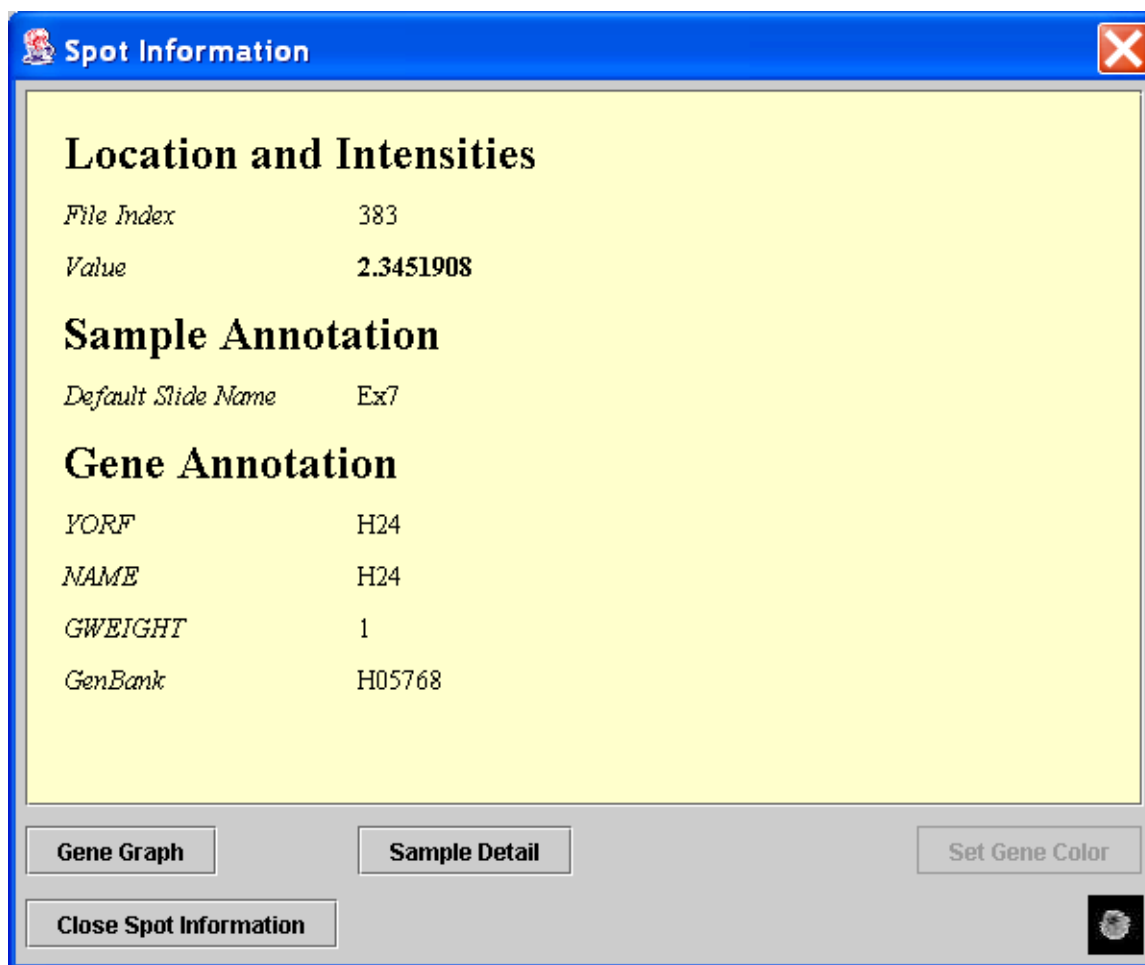 Spot Information
Location and Intensities
File Index 383
Value 2.3451908
Sample Annotation
Default Slide Name Ex7
Gene Annotation
YORF H24
NAME H24
GWEIGHT 1
GenBank H05768
Gene Graph Sample Detail Set Gene Color
Close Spot Information